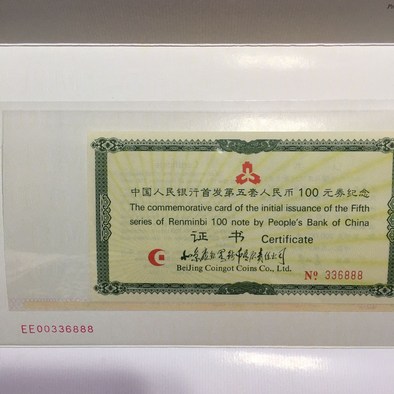 中国人民银行首发第五套人民币100元券纪念
The commemorative card of the initial issuance of the Fifth
series of Renminbi 100 note by People's Bank of China
证 书 Certificate
BeiJing Coingot Coins Co., Ltd.
No 336888
EE00336888